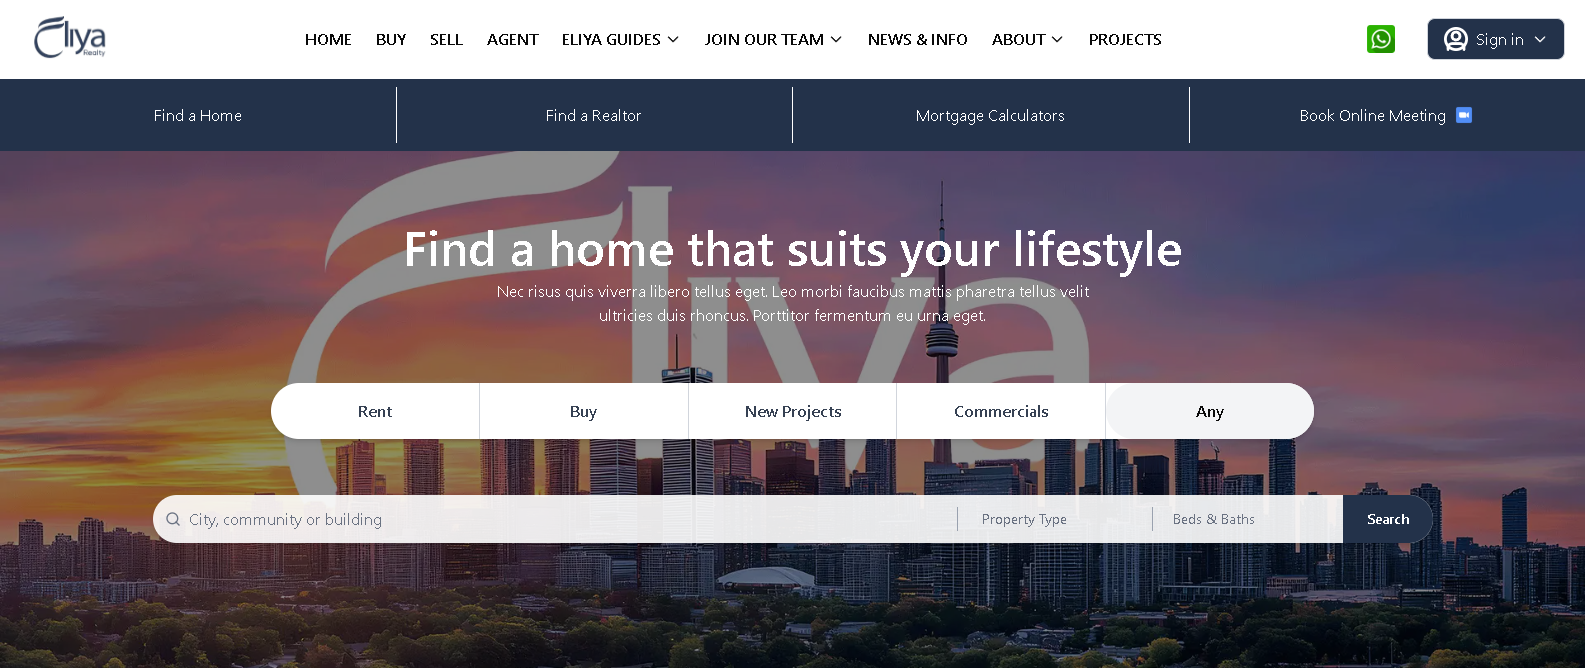 Eliya
Realty
HOME BUY SELL AGENT ELIYA GUIDES JOIN OUR TEAM NEWS & INFO ABOUT PROJECTS
Sign in
Find a Home Find a Realtor Mortgage Calculators Book Online Meeting
Eliya
Find a home that suits your lifestyle
Nec risus quis viverra libero tellus eget. Leo morbi faucibus mattis pharetra tellus velit
ultricies duis rhoncus. Porttitor fermentum eu urna eget.
Rent Buy New Projects Commercials Any
City, community or building Property Type Beds & Baths Search